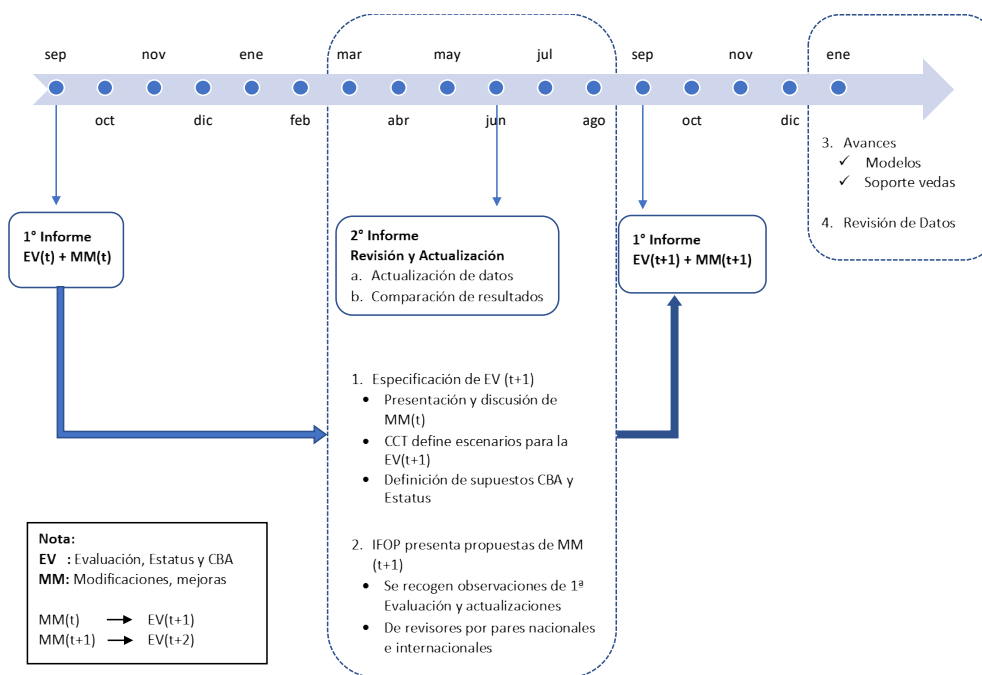 sep
nov
ene
mar
may
jul
sep
nov
ene
oct
dic
feb
abr
jun
ago
oct
dic
1° Informe
EV(t) + MM(t)
2° Informe
Revisión y Actualización
a. Actualización de datos
b. Comparación de resultados
1° Informe
EV(t+1) + MM(t+1)
3. Avances
✓ Modelos
✓ Soporte vedas
4. Revisión de Datos
1. Especificación de EV (t+1)
• Presentación y discusión de
MM(t)
• CCT define escenarios para la
EV(t+1)
• Definición de supuestos CBA y
Estatus
2. IFOP presenta propuestas de MM
(t+1)
• Se recogen observaciones de 1ª
Evaluación y actualizaciones
• De revisores por pares nacionales
e internacionales
Nota:
EV : Evaluación, Estatus y CBA
MM: Modificaciones, mejoras
MM(t) → EV(t+1)
MM(t+1) → EV(t+2)